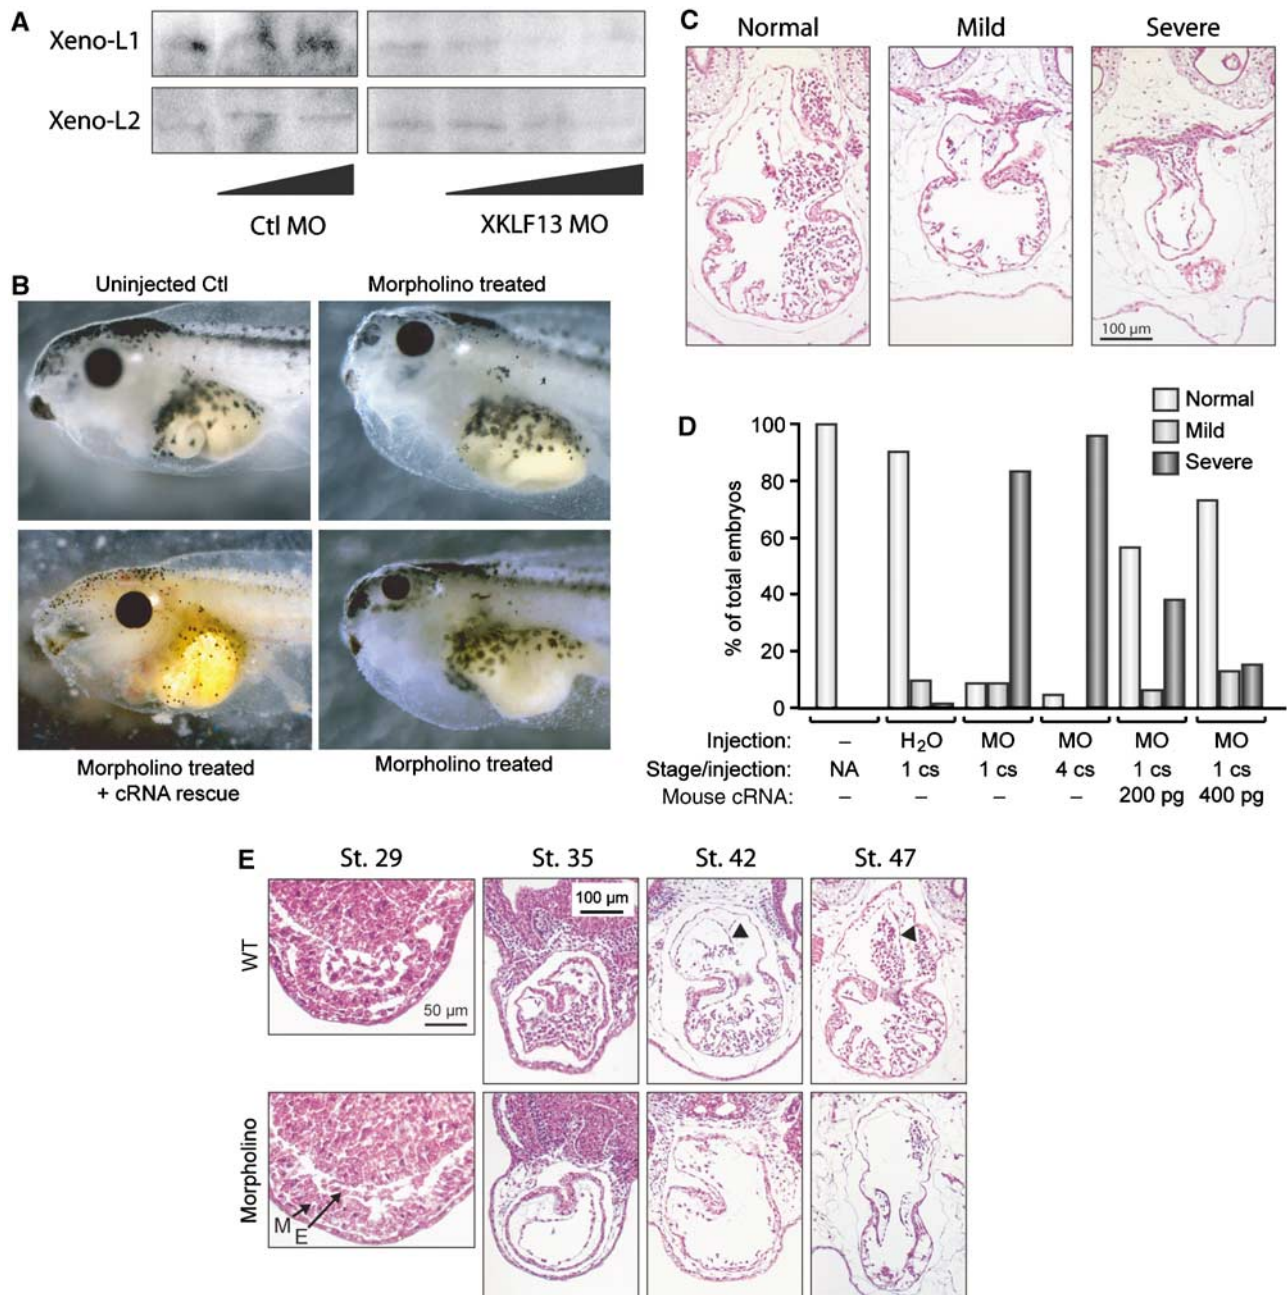 A
Xeno-L1
Xeno-L2
Ctl MO
XKLF13 MO
B
Uninjected Ctl
Morpholino treated
Morpholino treated
+ cRNA rescue
Morpholino treated
C
Normal
Mild
Severe
100 µm
D
Normal
Mild
Severe
% of total embryos
100
80
60
40
20
0
Injection: – H₂O MO MO MO MO
Stage/injection: NA 1 cs 1 cs 4 cs 1 cs 1 cs
Mouse cRNA: – – – – 200 pg 400 pg
E
St. 29
St. 35
St. 42
St. 47
WT
50 µm
100 µm
Morpholino
M
E